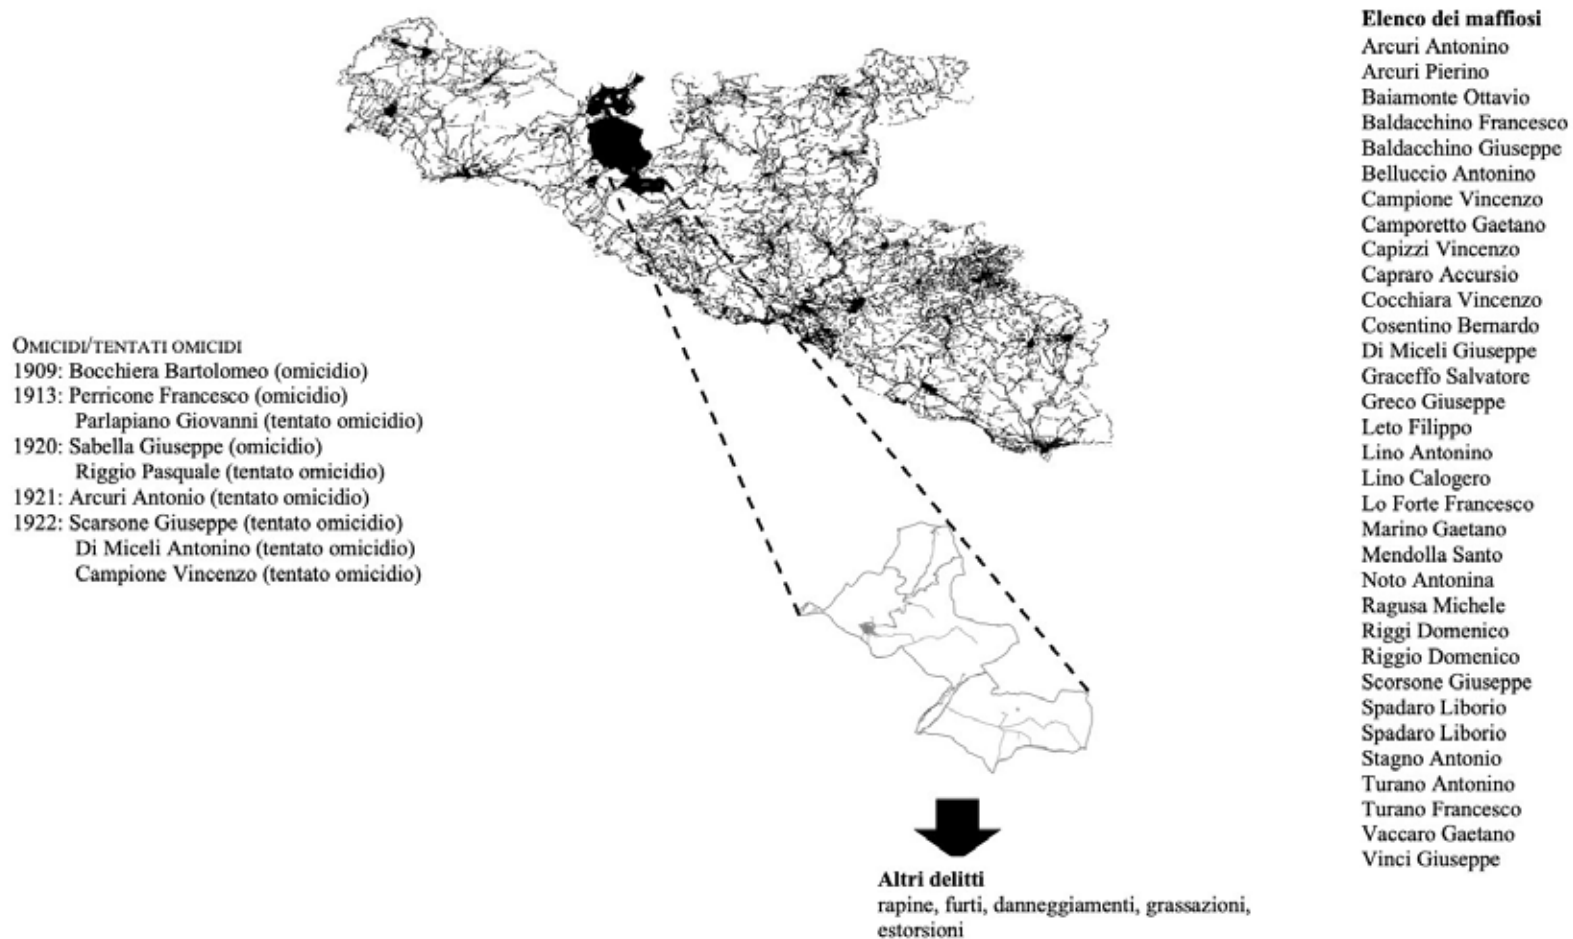 OMICIDI/TENTATI OMICIDI
1909: Bocchiera Bartolomeo (omicidio)
1913: Perricone Francesco (omicidio)
Parlapiano Giovanni (tentato omicidio)
1920: Sabella Giuseppe (omicidio)
Riggio Pasquale (tentato omicidio)
1921: Arcuri Antonio (tentato omicidio)
1922: Scarsone Giuseppe (tentato omicidio)
Di Miceli Antonino (tentato omicidio)
Campione Vincenzo (tentato omicidio)
Altri delitti
rapine, furti, danneggiamenti, grassazioni,
estorsioni
Elenco dei maffiosi
Arcuri Antonino
Arcuri Pierino
Baiamonte Ottavio
Baldacchino Francesco
Baldacchino Giuseppe
Belluccio Antonino
Campione Vincenzo
Camporetto Gaetano
Capizzi Vincenzo
Capraro Accursio
Cocchiara Vincenzo
Cosentino Bernardo
Di Miceli Giuseppe
Graceffo Salvatore
Greco Giuseppe
Leto Filippo
Lino Antonino
Lino Calogero
Lo Forte Francesco
Marino Gaetano
Mendolla Santo
Noto Antonina
Ragusa Michele
Riggi Domenico
Riggio Domenico
Scorsone Giuseppe
Spadaro Liborio
Spadaro Liborio
Stagno Antonio
Turano Antonino
Turano Francesco
Vaccaro Gaetano
Vinci Giuseppe